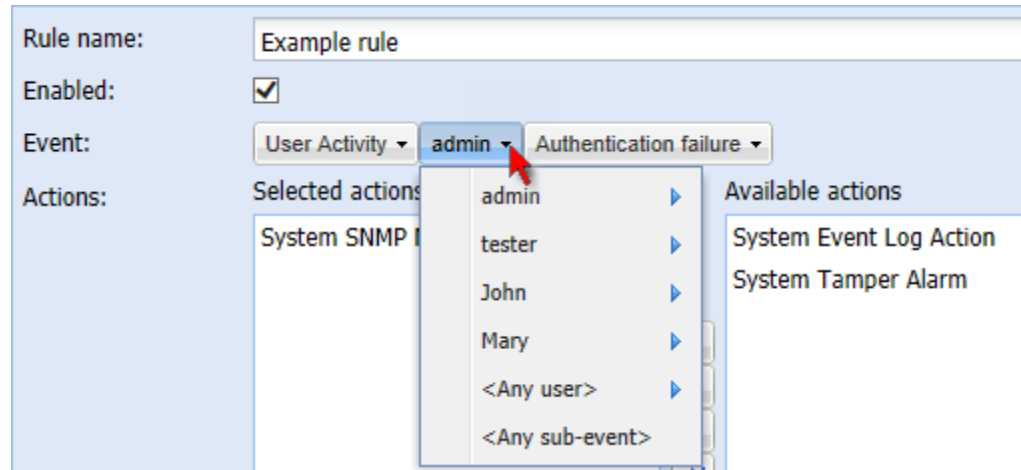 Rule name:
Example rule
Enabled:
Event:
User Activity
admin
Authentication failure
Actions:
Selected actions
System SNMP
admin
tester
John
Mary
<Any user>
<Any sub-event>
Available actions
System Event Log Action
System Tamper Alarm